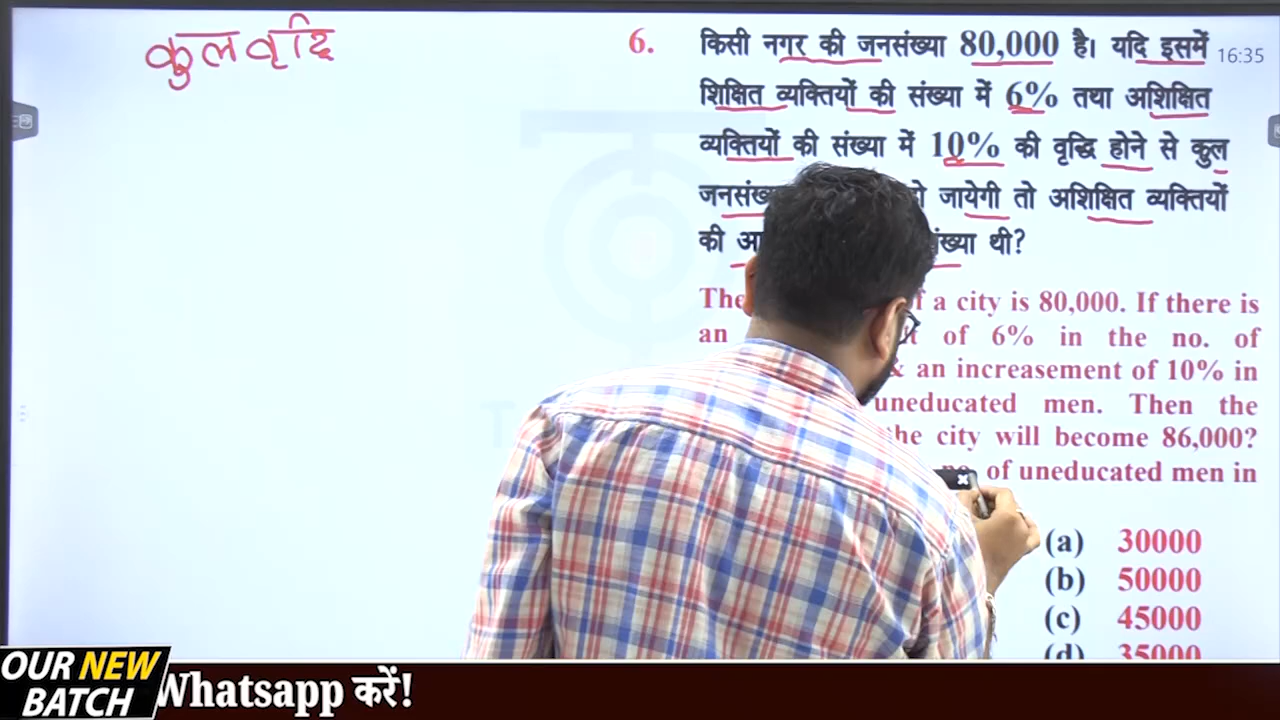 कुल वृद्धि
6. किसी नगर की जनसंख्या 80,000 है। यदि इसमें
16:35
शिक्षित व्यक्तियों की संख्या में 6% तथा अशिक्षित
व्यक्तियों की संख्या में 10% की वृद्धि होने से कुल
जायेगी तो अशिक्षित व्यक्तियों
की थी?
of a city is 80,000. If there is
an of 6% in the no. of
& an increasement of 10% in
uneducated men. Then the
the city will become 86,000?
no. of uneducated men in
(a) 30000
(b) 50000
(c) 45000
(d) 35000
OUR NEW
BATCH
Whatsapp करें!